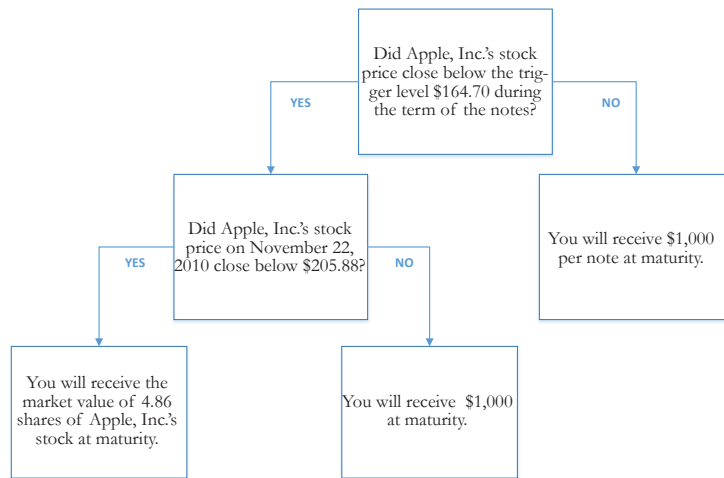 Did Apple, Inc.'s stock
price close below the trig-
ger level $164.70 during
the term of the notes?
YES
NO
Did Apple, Inc.'s stock
price on November 22,
2010 close below $205.88?
You will receive $1,000
per note at maturity.
YES
NO
You will receive the
market value of 4.86
shares of Apple, Inc.'s
stock at maturity.
You will receive $1,000
at maturity.